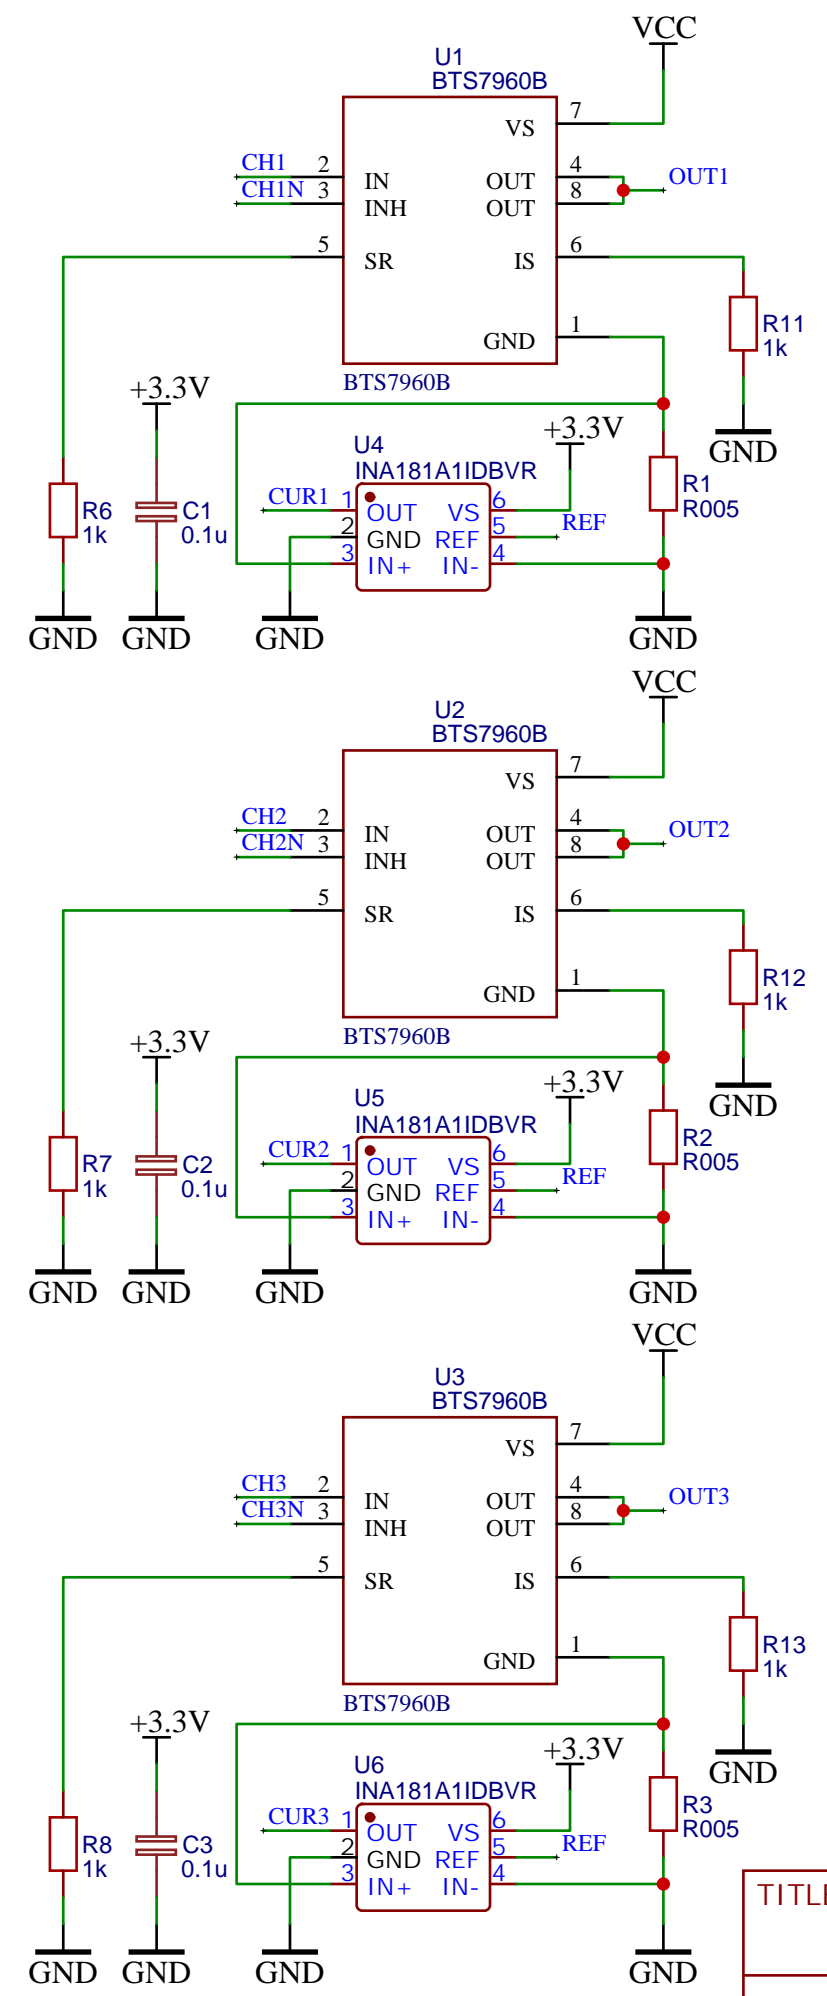 VCC
U1
BTS7960B
7
VS
CH1 2 IN
4
OUT
OUT1
CH1N 3 INH
8
OUT
5
SR
6
IS
R11
1k
1
GND
BTS7960B
+3.3V
+3.3V
GND
U4
INA181A1IDBVR
R1
R005
CUR1 1 OUT VS 6
2 GND REF 5 REF
3 IN+ IN- 4
R6
1k
C1
0.1u
GND GND GND GND
VCC
U2
BTS7960B
7
VS
CH2 2 IN
4
OUT
OUT2
CH2N 3 INH
8
OUT
5
SR
6
IS
R12
1k
1
GND
BTS7960B
+3.3V
+3.3V
GND
U5
INA181A1IDBVR
R2
R005
CUR2 1 OUT VS 6
2 GND REF 5 REF
3 IN+ IN- 4
R7
1k
C2
0.1u
GND GND GND GND
VCC
U3
BTS7960B
7
VS
CH3 2 IN
4
OUT
OUT3
CH3N 3 INH
8
OUT
5
SR
6
IS
R13
1k
1
GND
BTS7960B
+3.3V
+3.3V
GND
U6
INA181A1IDBVR
R3
R005
CUR3 1 OUT VS 6
2 GND REF 5 REF
3 IN+ IN- 4
R8
1k
C3
0.1u
TITLE
GND GND GND GND